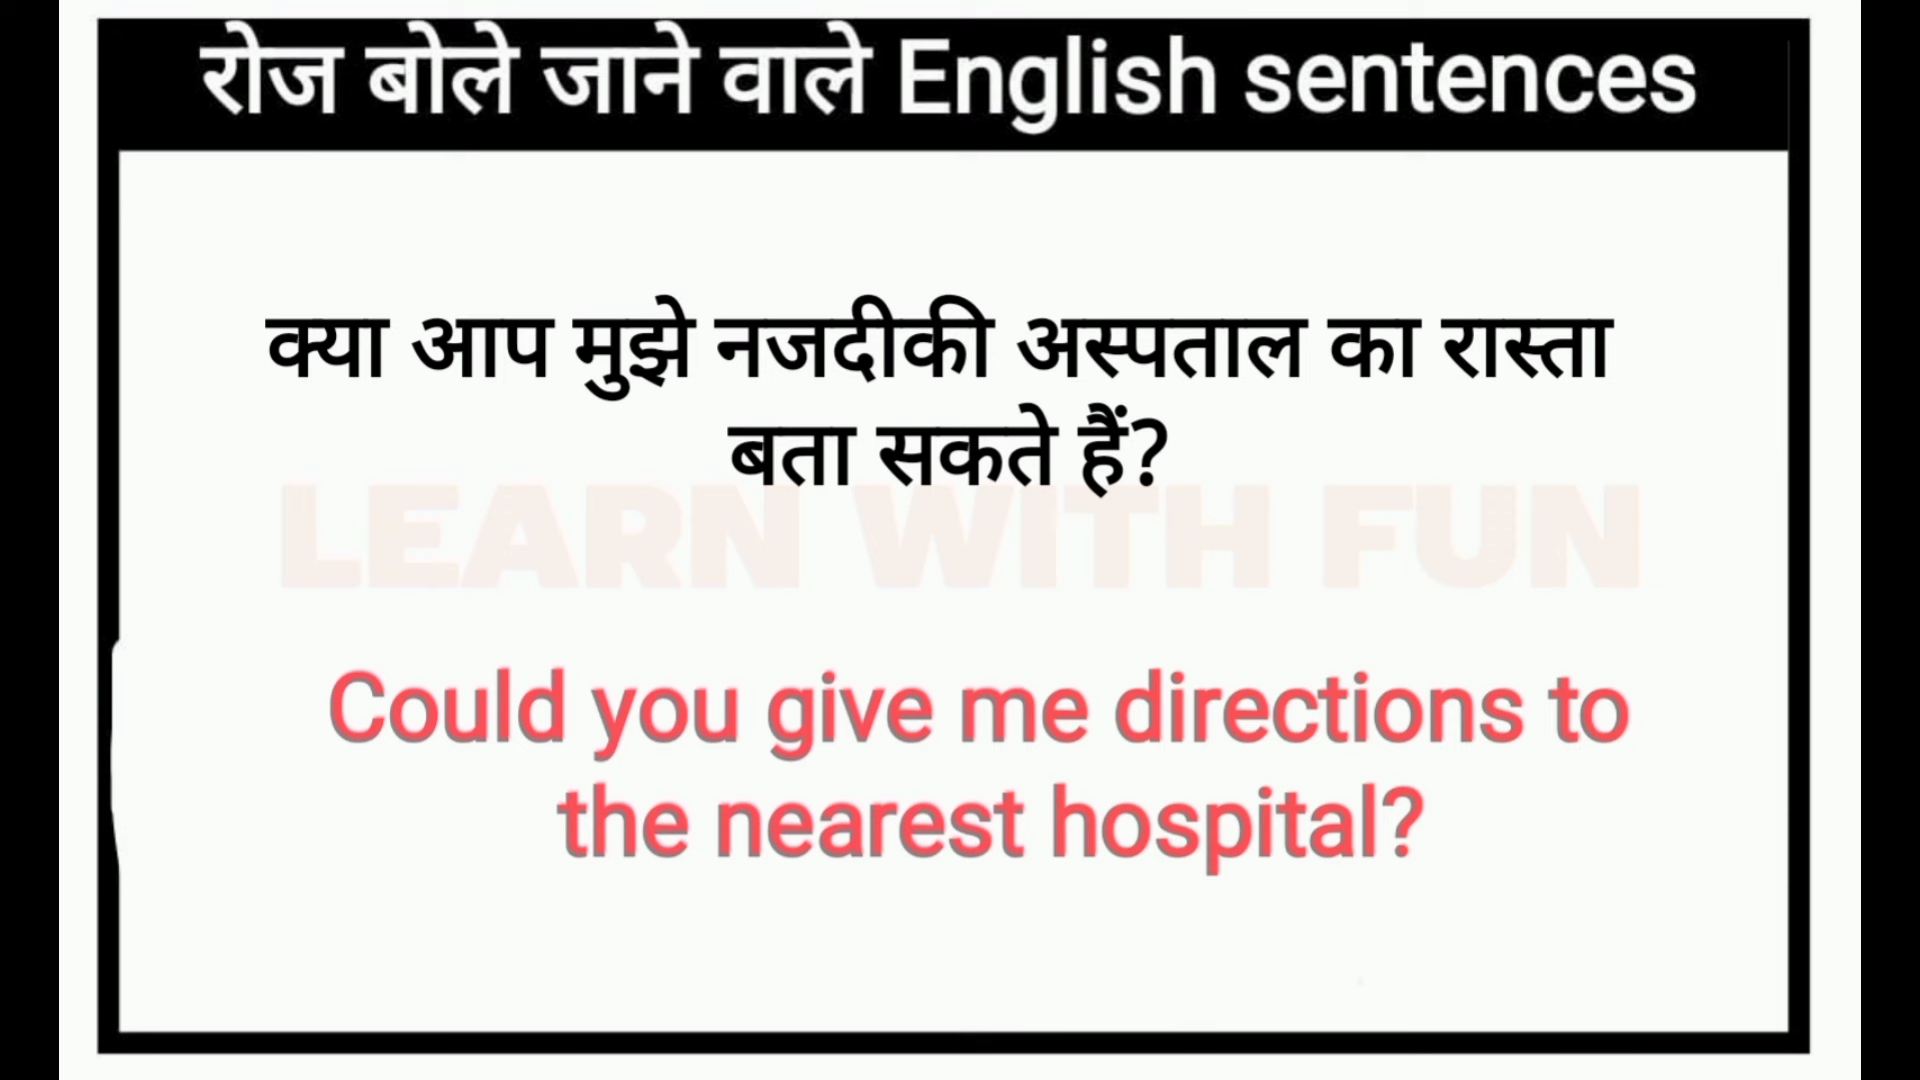 रोज बोले जाने वाले English sentences
क्या आप मुझे नजदीकी अस्पताल का रास्ता
बता सकते हैं?
LEARN WITH FUN
Could you give me directions to
the nearest hospital?